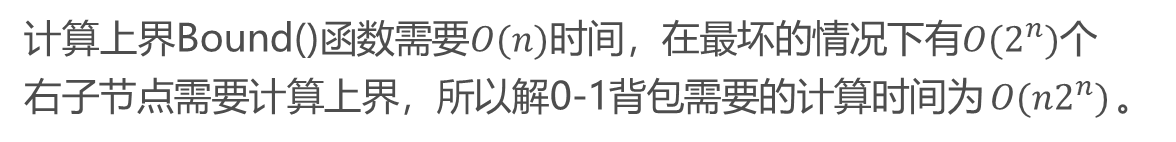 计算上界Bound()函数需要O(n)时间，在最坏的情况下有O(2ⁿ)个
右子节点需要计算上界，所以解0-1背包需要的计算时间为O(n2ⁿ)。